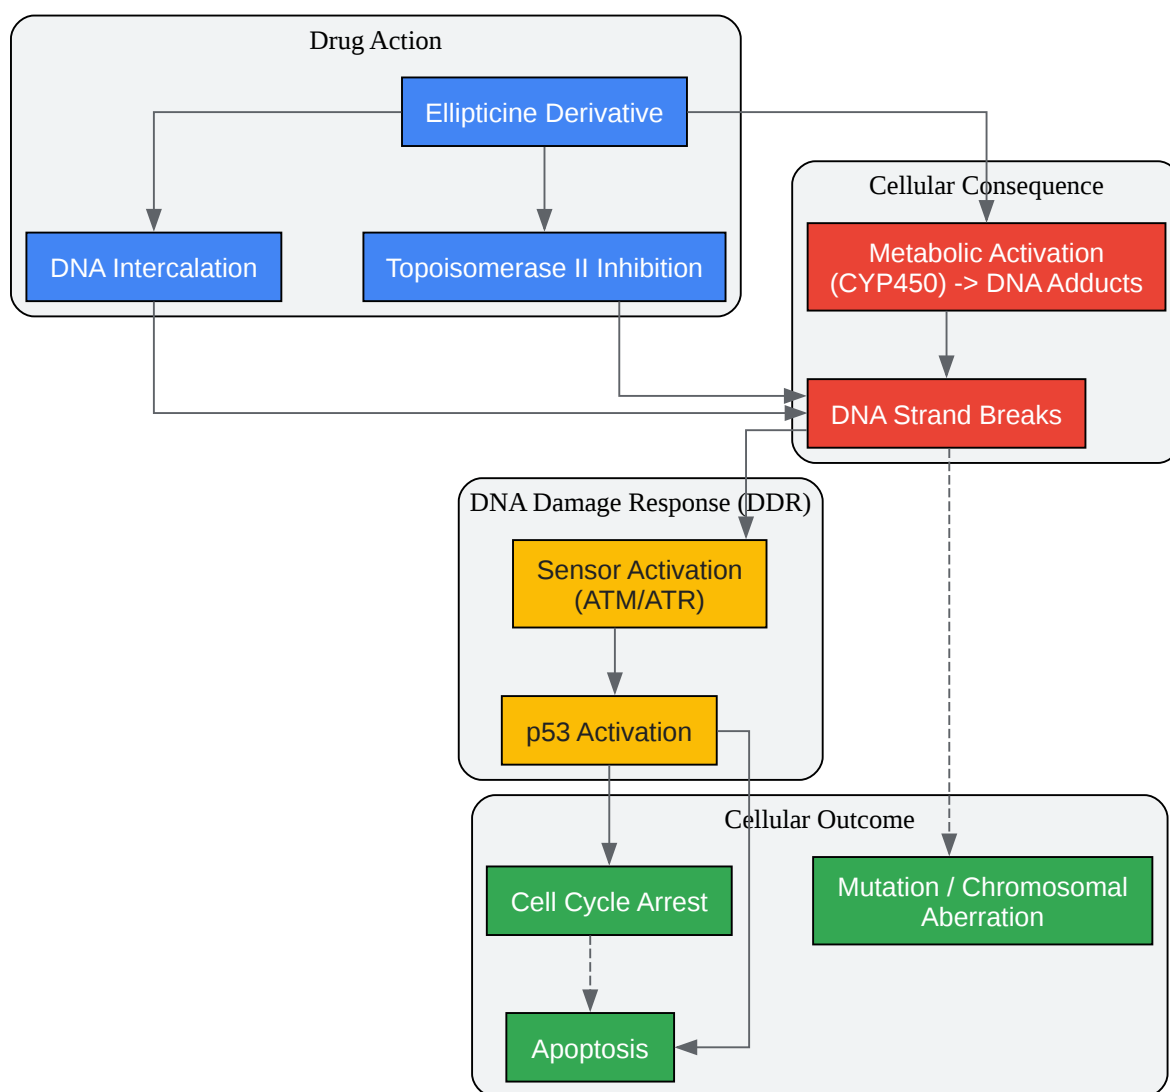 Drug Action
Ellipticine Derivative
DNA Intercalation
Topoisomerase II Inhibition
Cellular Consequence
Metabolic Activation
(CYP450) -> DNA Adducts
DNA Strand Breaks
DNA Damage Response (DDR)
Sensor Activation
(ATM/ATR)
p53 Activation
Cellular Outcome
Cell Cycle Arrest
Mutation / Chromosomal
Aberration
Apoptosis